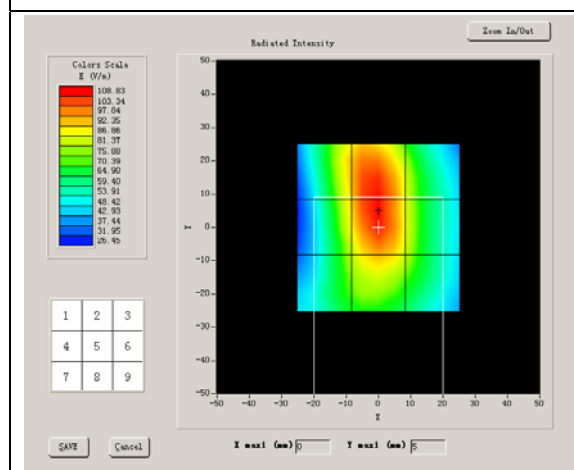 Zoom In/Out
Radiated Intensity
Colors Scale
E (V/m)
108.83
103.34
97.84
92.35
86.86
81.37
75.88
70.39
64.90
59.40
53.91
48.42
42.93
37.44
31.95
26.45
50
40
30
20
10
0
-10
-20
-30
-40
-50
Y
-50 -40 -30 -20 -10 0 10 20 30 40 50
X
1 2 3
4 5 6
7 8 9
SAVE Cancel X max1 (mm) 0 Y max1 (mm) 5